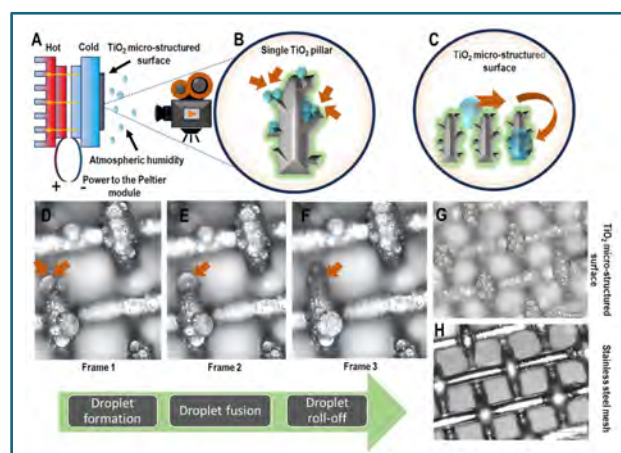 A
Hot
Cold
TiO2 micro-structured
surface
Atmospheric humidity
+
-
Power to the Peltier
module
B
Single TiO2 pillar
C
TiO2 micro-structured
surface
D
E
F
G
TiO2 micro-structured
surface
H
Stainless steel mesh
Frame 1
Frame 2
Frame 3
Droplet
formation
Droplet fusion
Droplet
roll-off